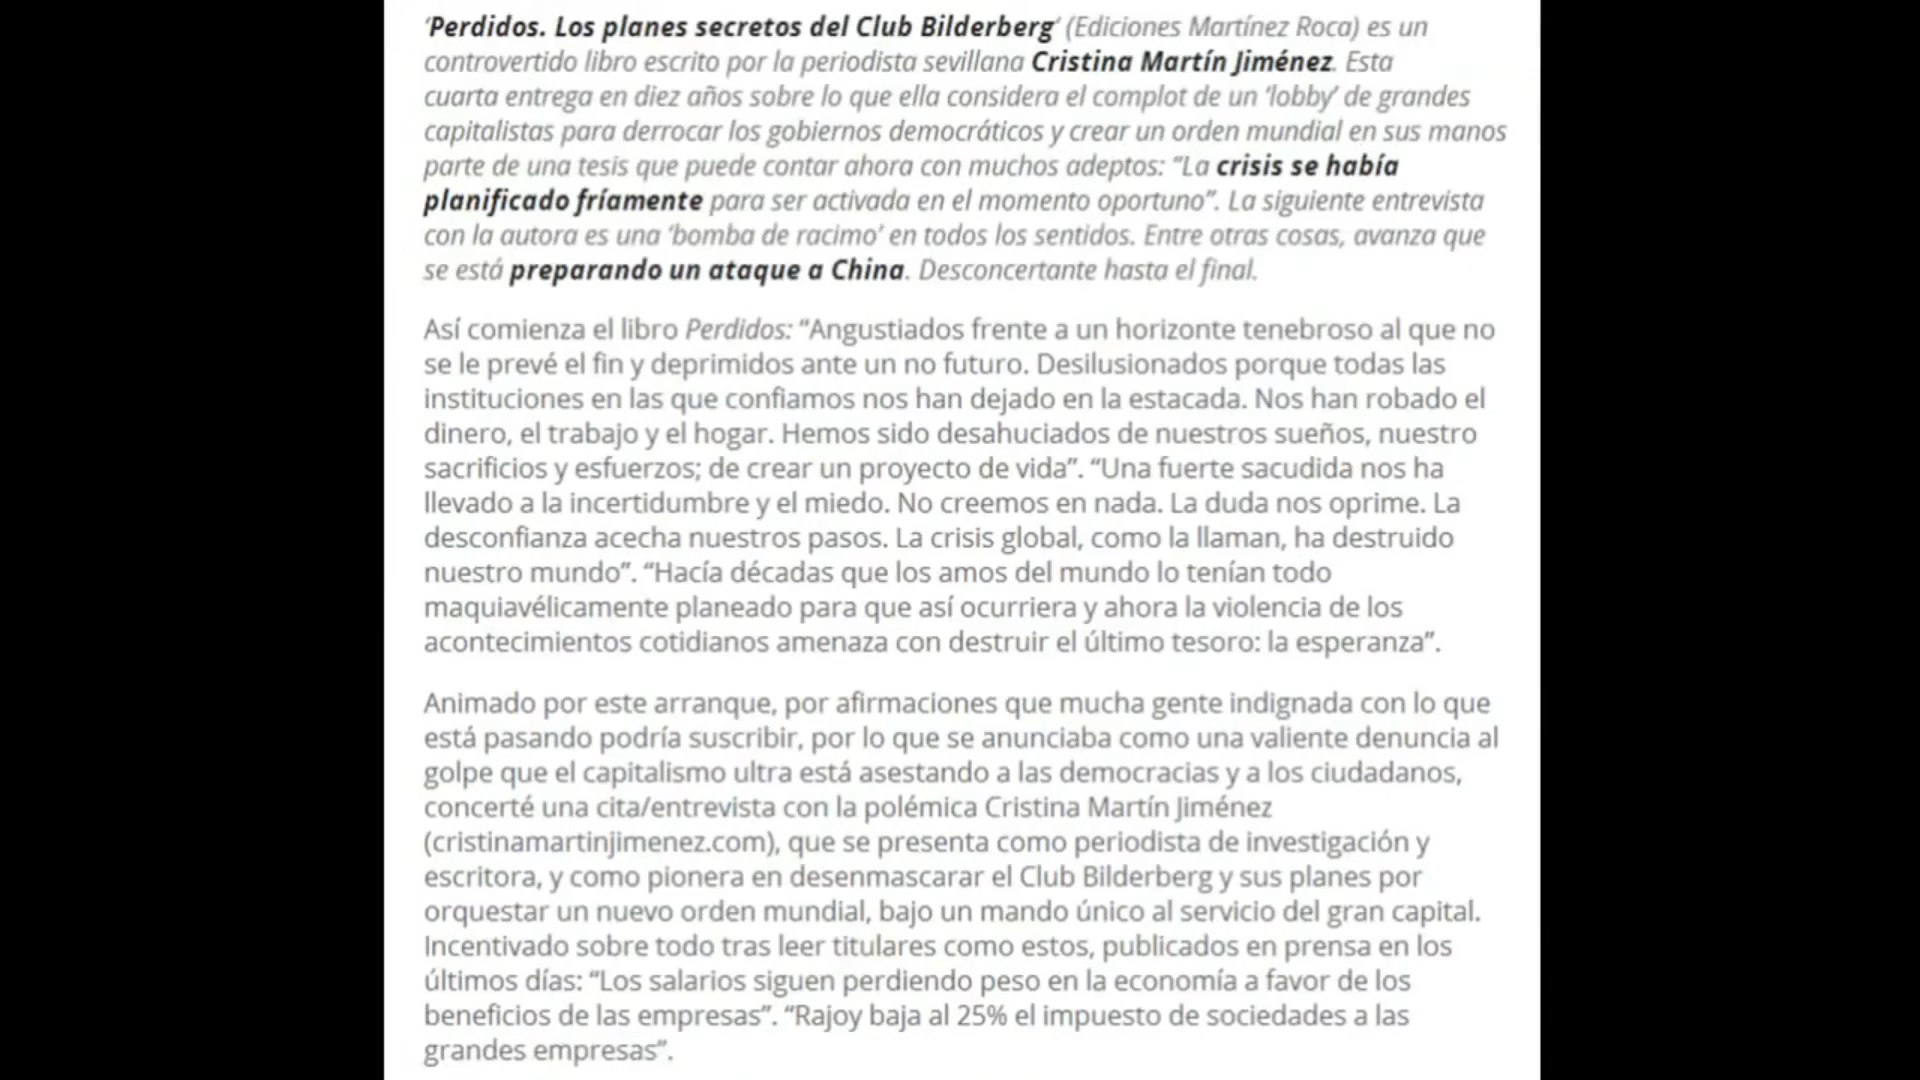 ‘Perdidos. Los planes secretos del Club Bilderberg‘ (Ediciones Martínez Roca) es un
controvertido libro escrito por la periodista sevillana Cristina Martín Jiménez. Esta
cuarta entrega en diez años sobre lo que ella considera el complot de un ‘lobby’ de grandes
capitalistas para derrocar los gobiernos democráticos y crear un orden mundial en sus manos
parte de una tesis que puede contar ahora con muchos adeptos: “La crisis se había
planificado fríamente para ser activada en el momento oportuno”. La siguiente entrevista
con la autora es una ‘bomba de racimo’ en todos los sentidos. Entre otras cosas, avanza que
se está preparando un ataque a China. Desconcertante hasta el final.
Así comienza el libro Perdidos: “Angustiados frente a un horizonte tenebroso al que no
se le prevé el fin y deprimidos ante un no futuro. Desilusionados porque todas las
instituciones en las que confiamos nos han dejado en la estacada. Nos han robado el
dinero, el trabajo y el hogar. Hemos sido desahuciados de nuestros sueños, nuestro
sacrificios y esfuerzos; de crear un proyecto de vida”. “Una fuerte sacudida nos ha
llevado a la incertidumbre y el miedo. No creemos en nada. La duda nos oprime. La
desconfianza acecha nuestros pasos. La crisis global, como la llaman, ha destruido
nuestro mundo”. “Hacía décadas que los amos del mundo lo tenían todo
maquiavélicamente planeado para que así ocurriera y ahora la violencia de los
acontecimientos cotidianos amenaza con destruir el último tesoro: la esperanza”.
Animado por este arranque, por afirmaciones que mucha gente indignada con lo que
está pasando podría suscribir, por lo que se anunciaba como una valiente denuncia al
golpe que el capitalismo ultra está asestando a las democracias y a los ciudadanos,
concerté una cita/entrevista con la polémica Cristina Martín Jiménez
(cristinamartinjimenez.com), que se presenta como periodista de investigación y
escritora, y como pionera en desenmascarar el Club Bilderberg y sus planes por
orquestar un nuevo orden mundial, bajo un mando único al servicio del gran capital.
Incentivado sobre todo tras leer titulares como estos, publicados en prensa en los
últimos días: “Los salarios siguen perdiendo peso en la economía a favor de los
beneficios de las empresas”. “Rajoy baja al 25% el impuesto de sociedades a las
grandes empresas”.